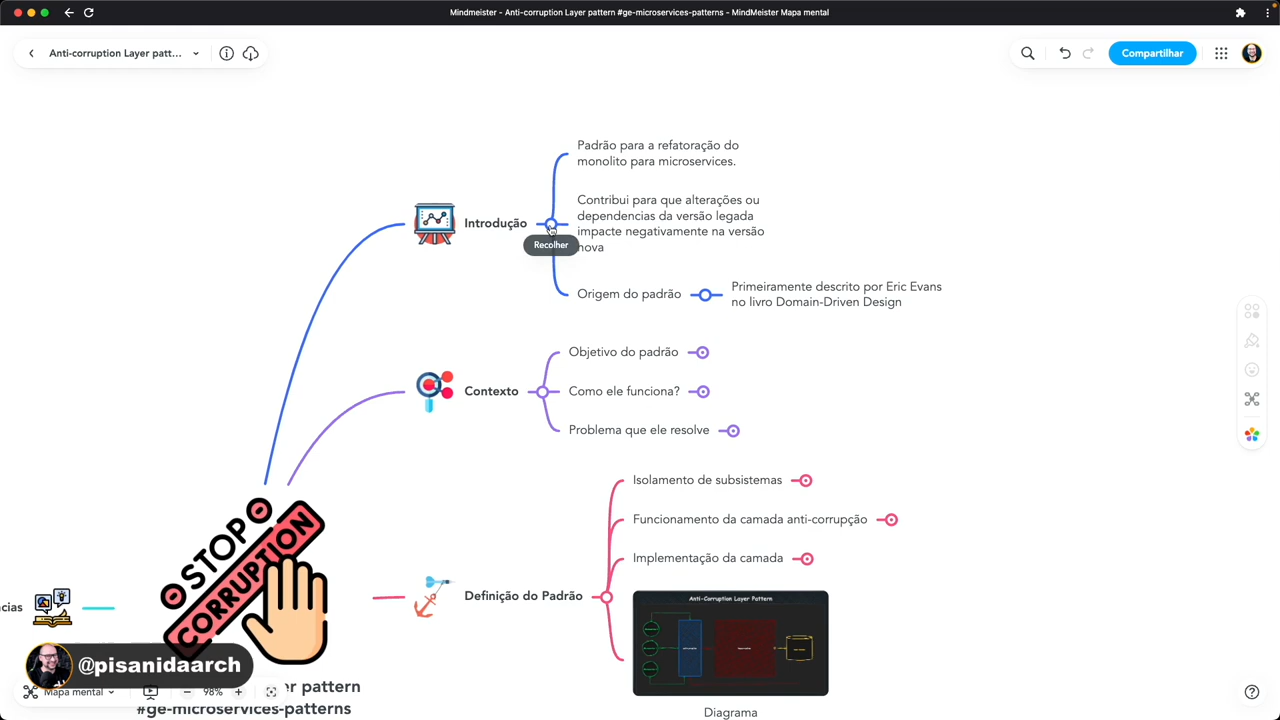 Mindmeister - Anti-corruption Layer pattern #ge-microservices-patterns - MindMeister Mapa mental
Anti-corruption Layer patt...
Compartilhar
Padrão para a refatoração do
monolito para microservices.
Contribui para que alterações ou
dependencias da versão legada
impacte negativamente na versão
nova
Introdução
Recolher
Origem do padrão
Primeiramente descrito por Eric Evans
no livro Domain-Driven Design
Objetivo do padrão
Contexto
Como ele funciona?
Problema que ele resolve
Isolamento de subsistemas
Funcionamento da camada anti-corrupção
Implementação da camada
STOP
CORRUPTION
Definição do Padrão
Anti-Corruption Layer Pattern
cias
@pisanidaarch
Mapa mental
98%
er pattern
#ge-microservices-patterns
Diagrama